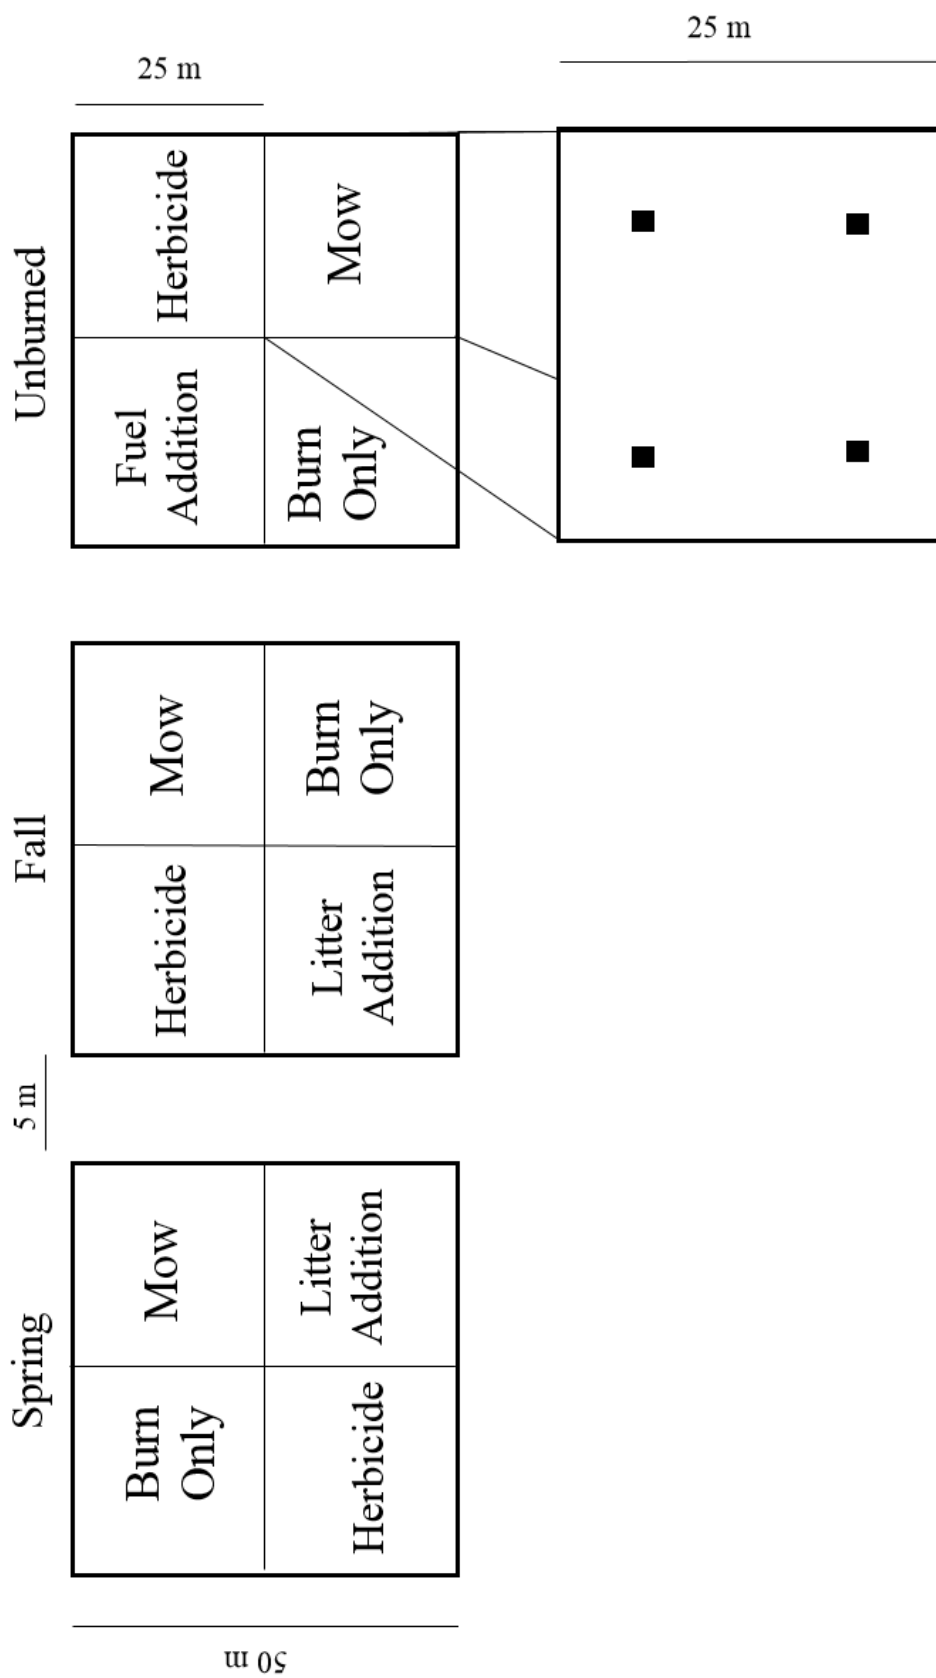 25 m
25 m
Unburned
Herbicide
Mow
Fuel
Addition
Burn
Only
Fall
Mow
Burn
Only
Herbicide
Litter
Addition
5 m
Spring
Mow
Litter
Addition
Burn
Only
Herbicide
50 m